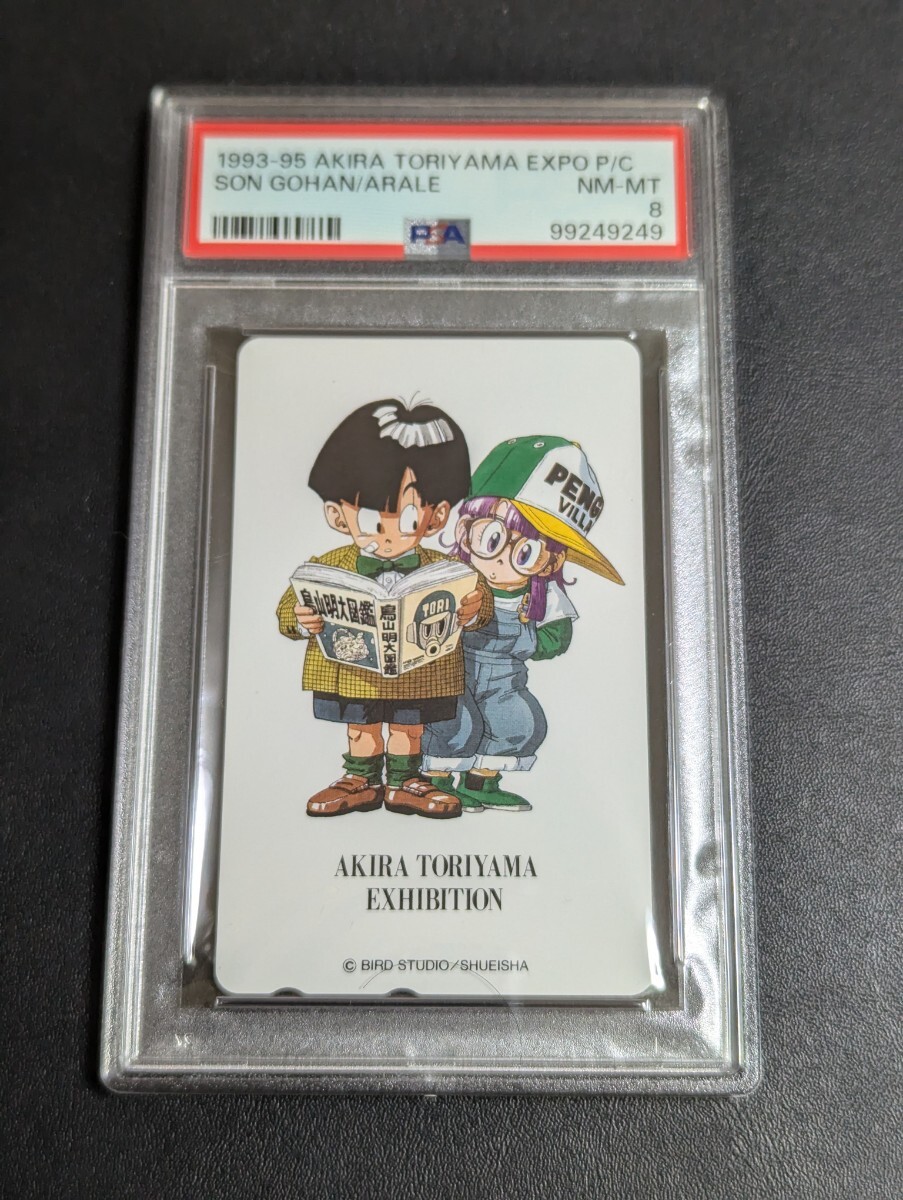 1993-95 AKIRA TORIYAMA EXPO P/C
SON GOHAN/ARALE NM-MT
8
PSA 99249249
PENG
VILL
鳥山明大図鑑
鳥山明大図鑑
TORI
AKIRA TORIYAMA
EXHIBITION
© BIRD STUDIO/SHUEISHA